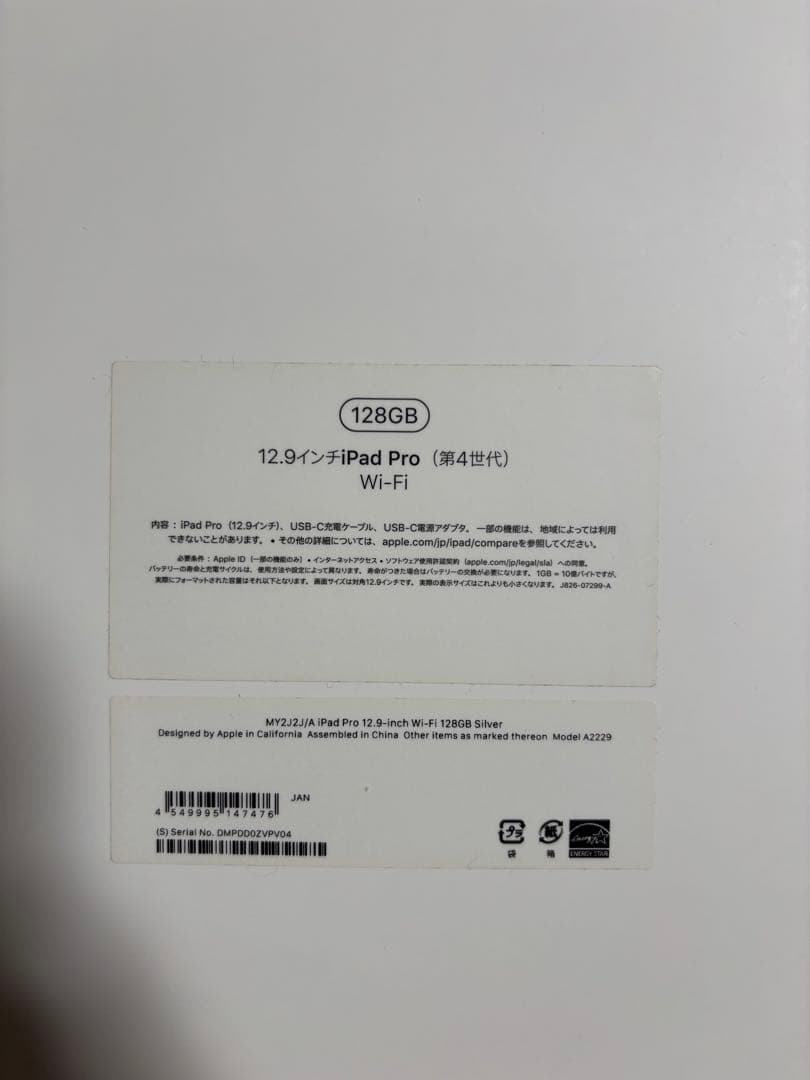 128GB
12.9インチiPad Pro（第4世代）
Wi-Fi
内容：iPad Pro（12.9インチ）、USB-C充電ケーブル、USB-C電源アダプタ。一部の機能は、地域によっては利用
できないことがあります。• その他の詳細については、apple.com/jp/ipad/compareを参照してください。
必要条件：Apple ID（一部の機能のみ）• インターネットアクセス • ソフトウェア使用許諾契約（apple.com/jp/legal/sla）への同意。
バッテリーの寿命と充電サイクルは、使用方法や設定によって異なります。寿命がつきた場合はバッテリーの交換が必要になります。1GB = 10億バイトですが、
実際にフォーマットされた容量はそれ以下となります。画面サイズは対角12.9インチです。実際の表示サイズはこれよりも小さくなります。J826-07299-A
MY2J2J/A iPad Pro 12.9-inch Wi-Fi 128GB Silver
Designed by Apple in California Assembled in China Other items as marked thereon Model A2229
JAN
4 549995 147476
(S) Serial No. DMPDD0ZVPV04
プラ 紙 energy
袋 箱 ENERGY STAR